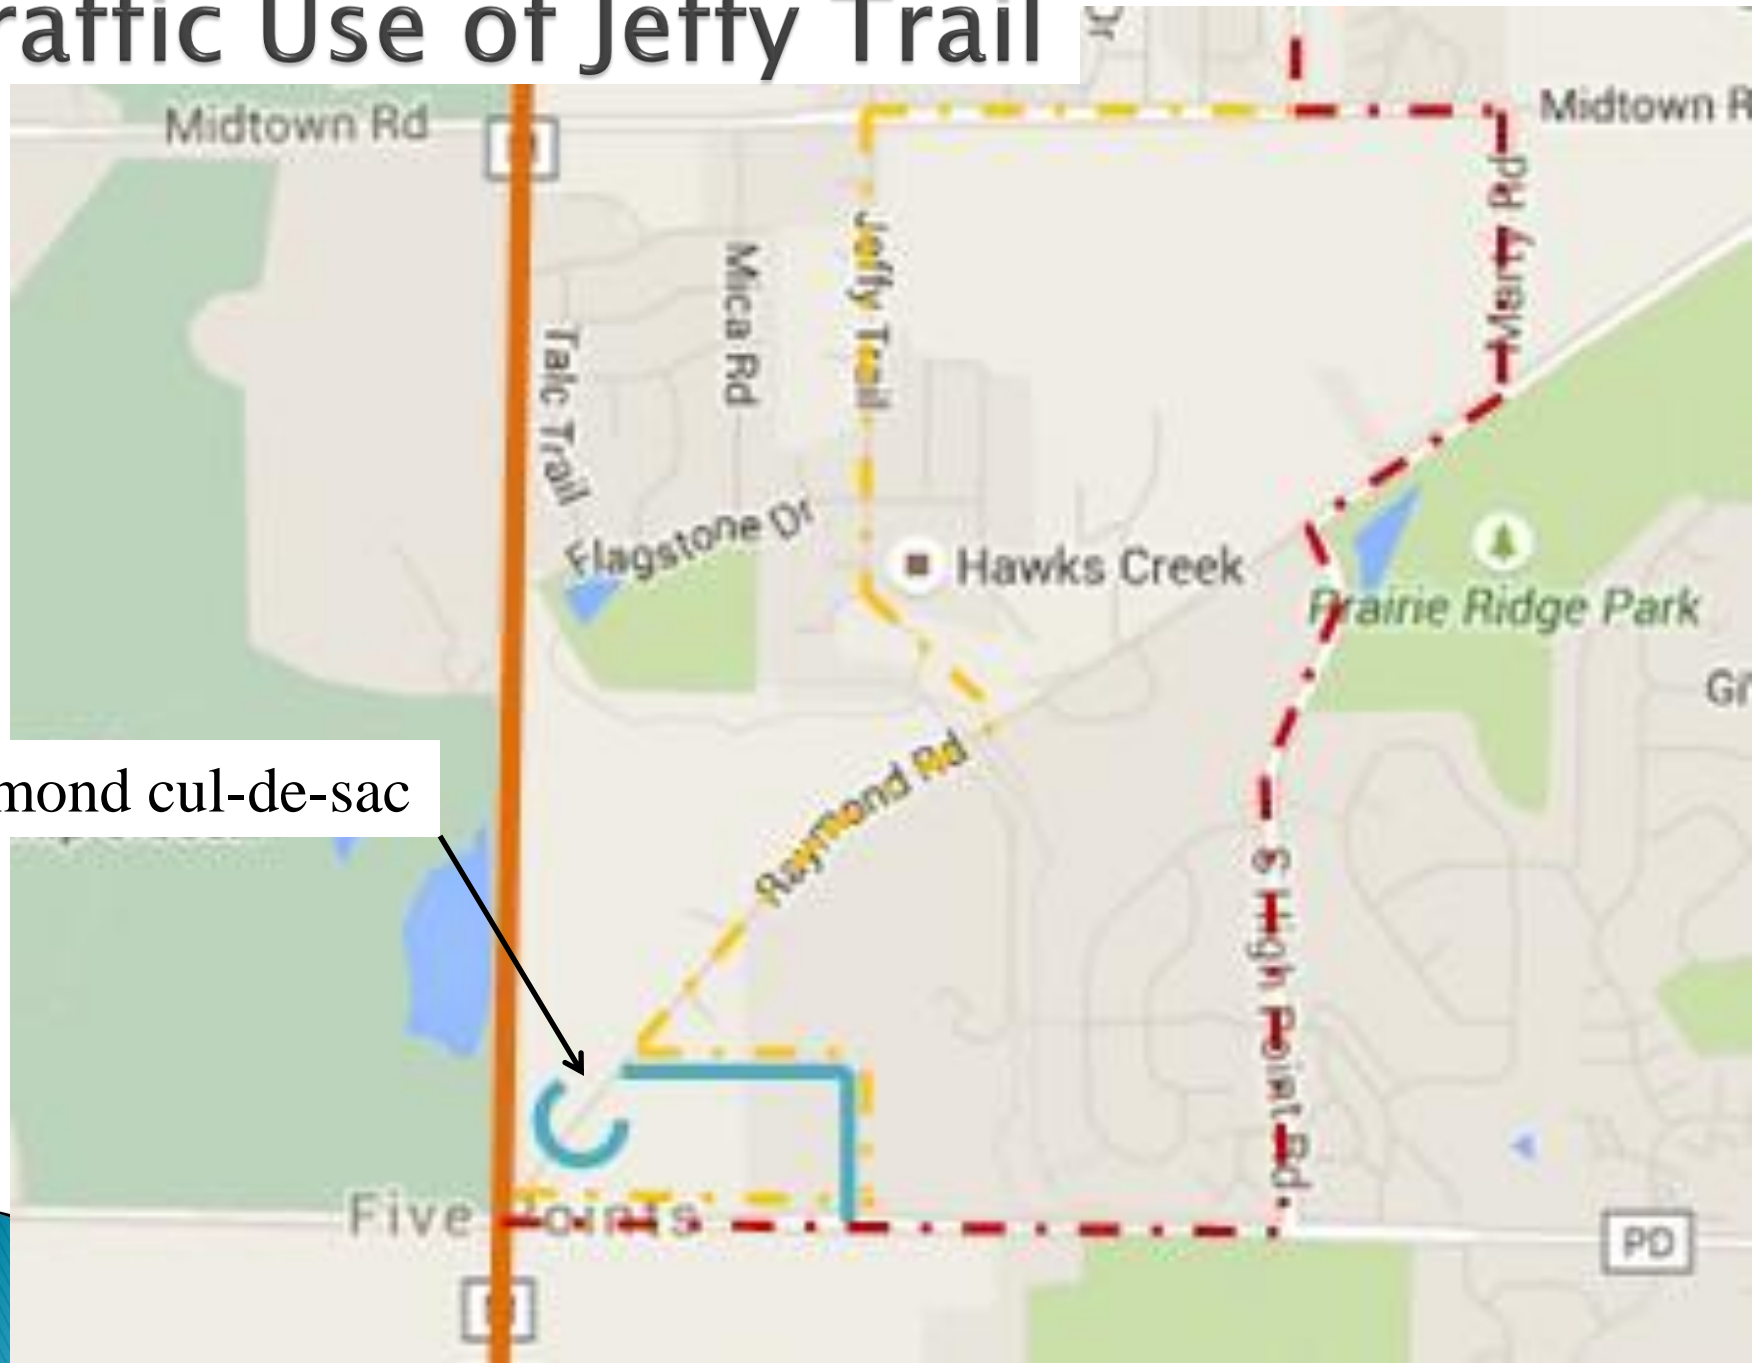 raffic Use of Jeffy Trail
Midtown Rd
Midtown R
Marty Rd
Mica Rd
Jeffy Trail
Talc Trail
Flagstone Dr
Hawks Creek
Prairie Ridge Park
Gr
Raymond Rd
mond cul-de-sac
S High Point Rd
Five Points
PD